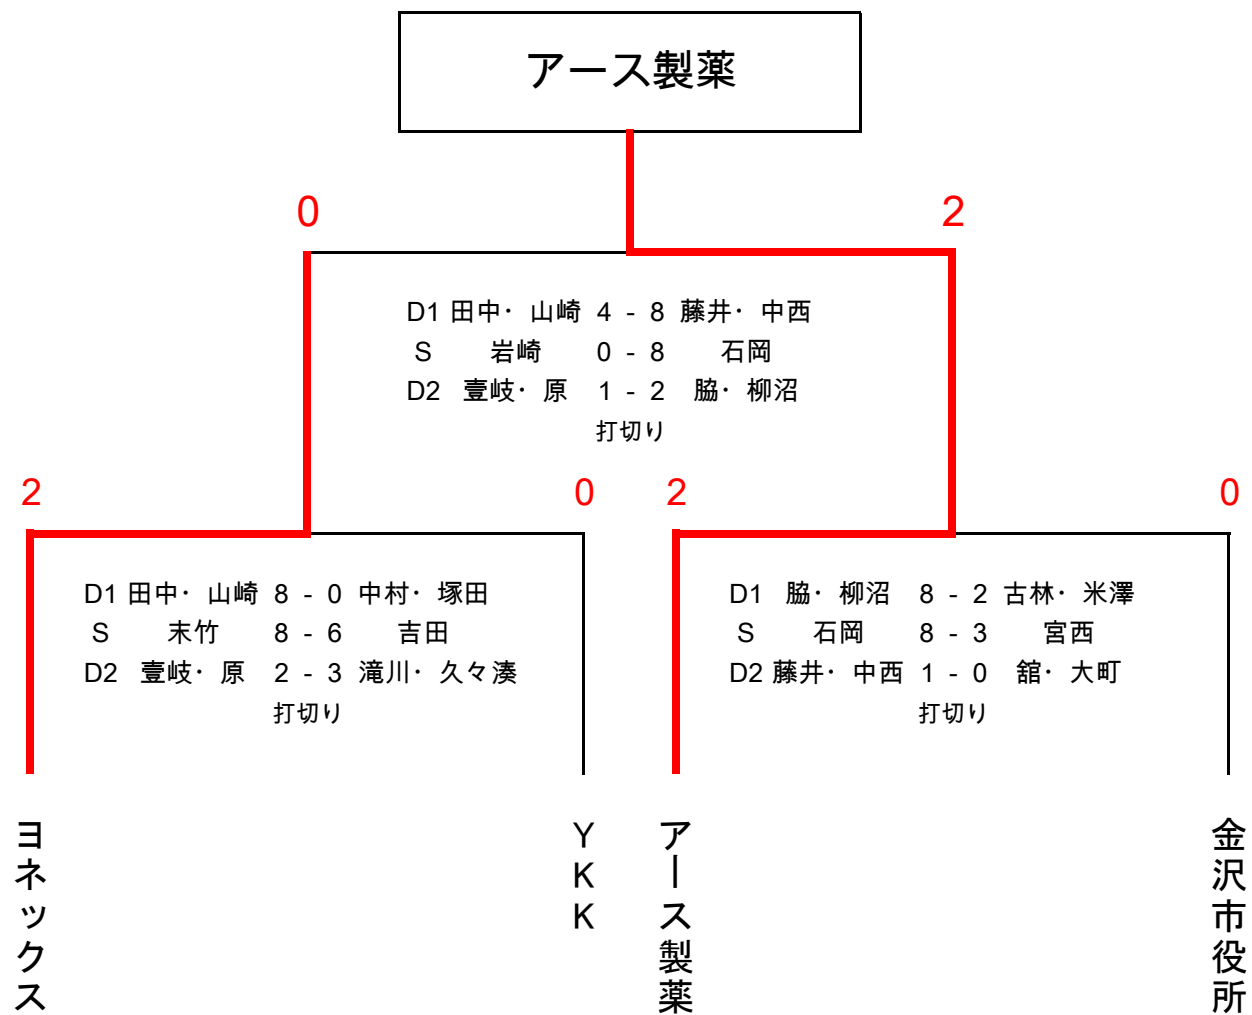 アース製薬
0 2
D1 田中・山崎 4 - 8 藤井・中西
S 岩崎 0 - 8 石岡
D2 壹岐・原 1 - 2 脇・柳沼
打切り
2 0 2 0
D1 田中・山崎 8 - 0 中村・塚田
S 末竹 8 - 6 吉田
D2 壹岐・原 2 - 3 滝川・久々湊
打切り
D1 脇・柳沼 8 - 2 古林・米澤
S 石岡 8 - 3 宮西
D2 藤井・中西 1 - 0 舘・大町
打切り
ヨネックス
YKK
アース製薬
金沢市役所